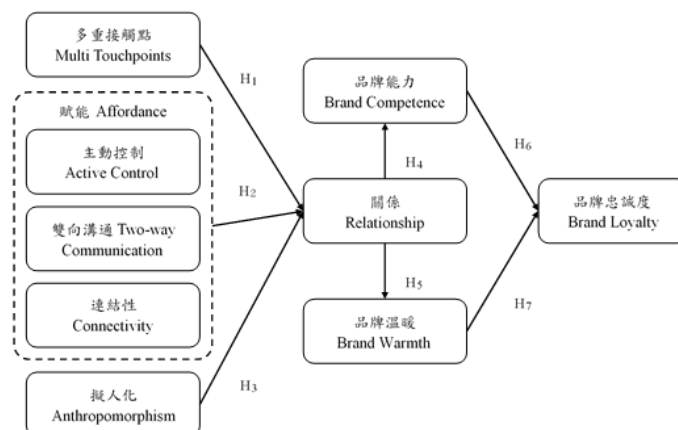 多重接觸點
Multi Touchpoints
H1
賦能 Affordance
主動控制
Active Control
H2
雙向溝通 Two-way
Communication
連結性
Connectivity
擬人化
Anthropomorphism
H3
品牌能力
Brand Competence
H4
關係
Relationship
H5
品牌溫暖
Brand Warmth
H6
品牌忠誠度
Brand Loyalty
H7